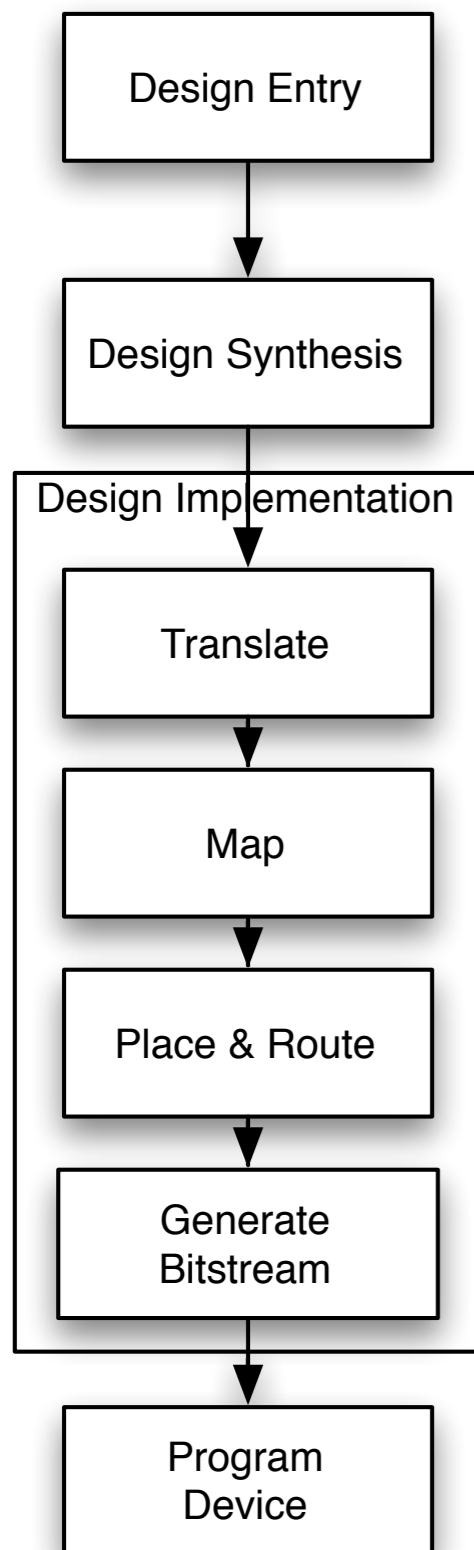 Design Entry
Design Synthesis
Design Implementation
Translate
Map
Place & Route
Generate
Bitstream
Program
Device